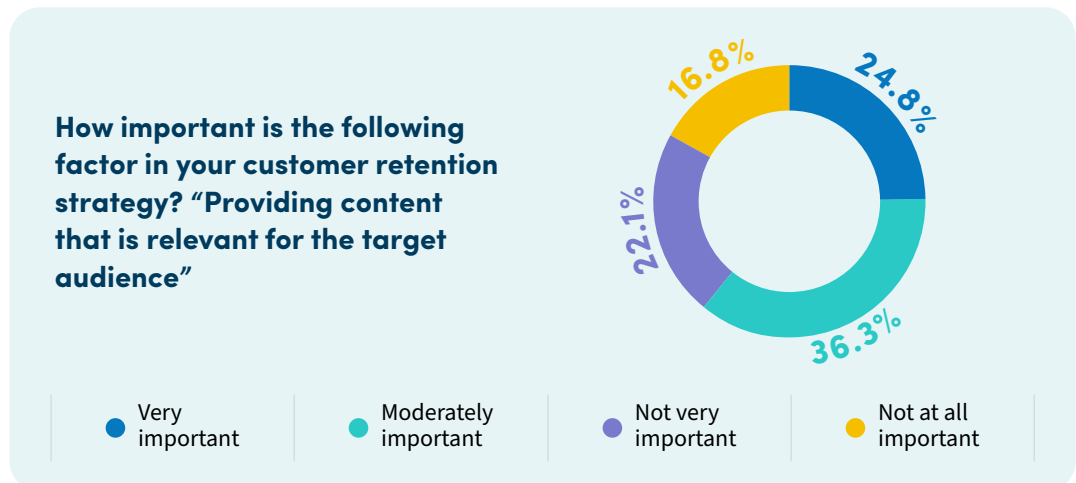 How important is the following
factor in your customer retention
strategy? “Providing content
that is relevant for the target
audience”
16.8%
24.8%
22.1%
36.3%
Very
important
Moderately
important
Not very
important
Not at all
important